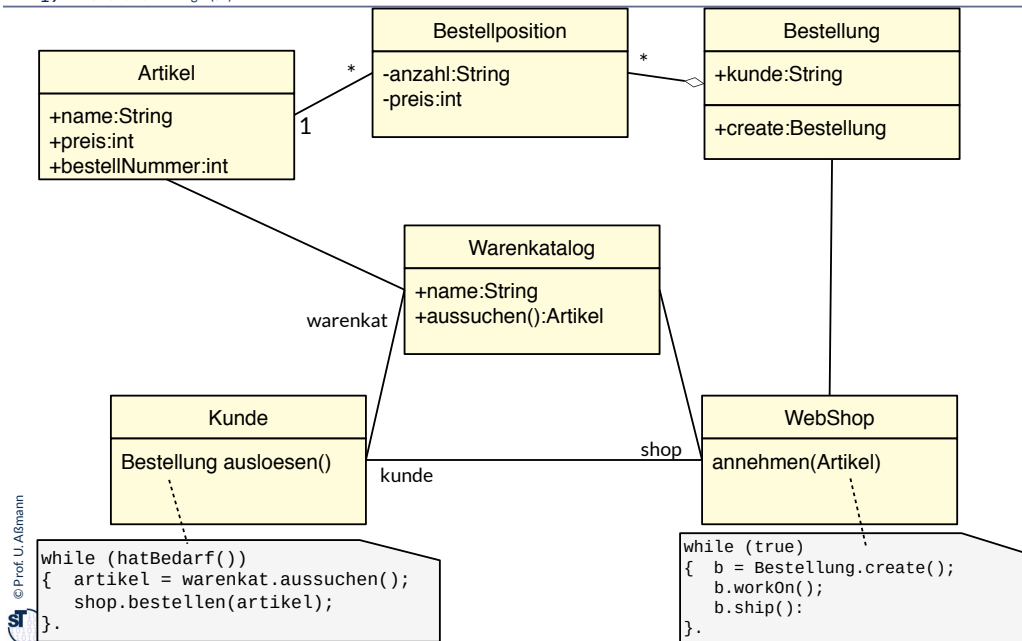 Bestellposition
-anzahl:String
-preis:int
Bestellung
+kunde:String
+create:Bestellung
Artikel
+name:String
+preis:int
+bestellNummer:int
*
1
*
Warenkatalog
+name:String
+aussuchen():Artikel
warenkat
Kunde
Bestellung ausloesen()
kunde
shop
WebShop
annehmen(Artikel)
while (hatBedarf())
{ artikel = warenkat.aussuchen();
shop.bestellen(artikel);
}.
while (true)
{ b = Bestellung.create();
b.workOn();
b.ship():
}.
© Prof. U. Aßmann
ST